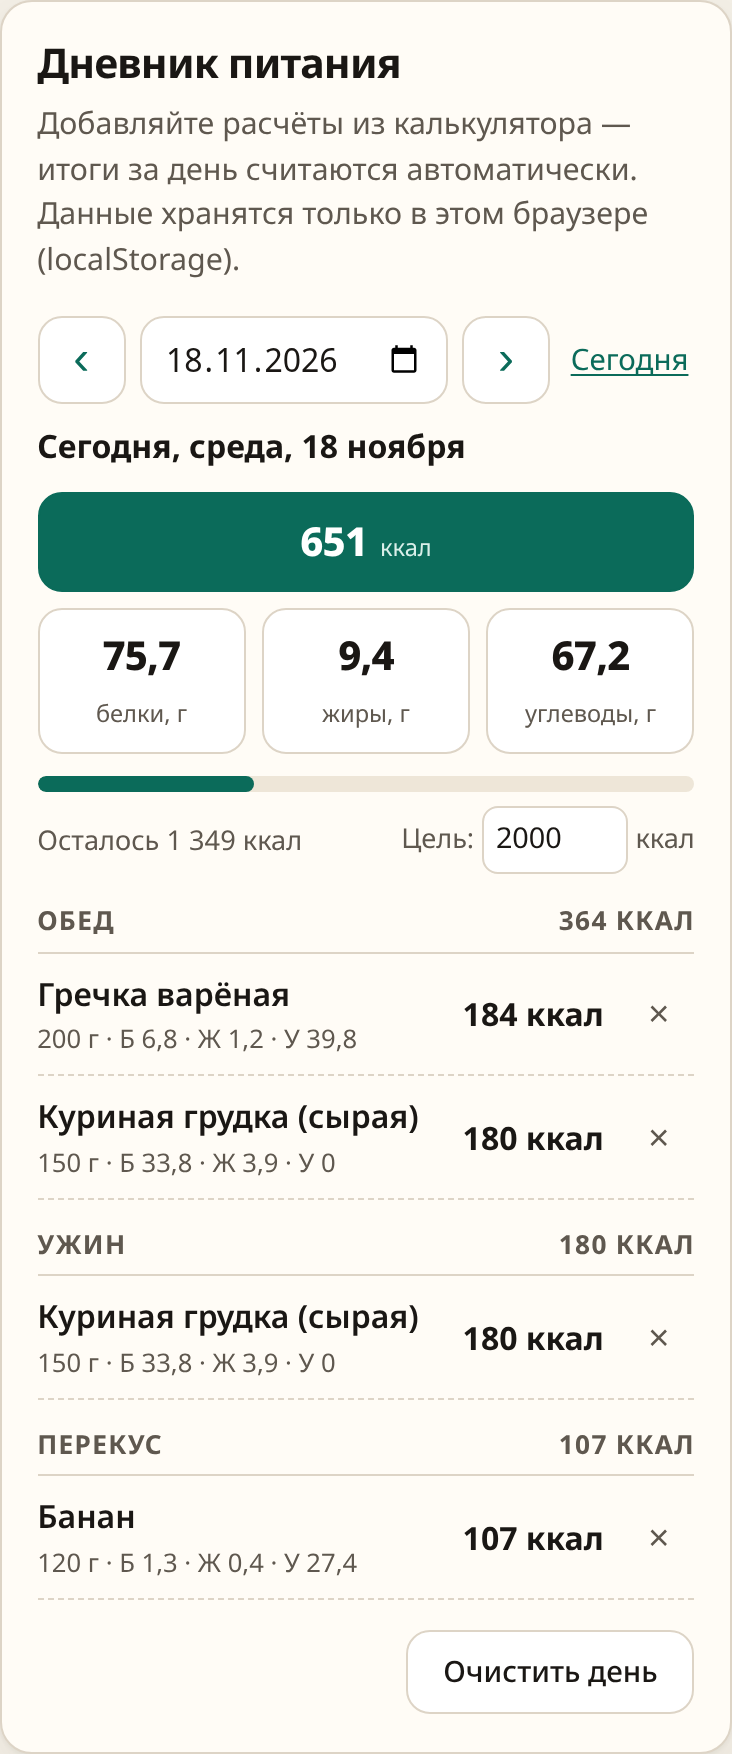 Дневник питания
Добавляйте расчёты из калькулятора —
итоги за день считаются автоматически.
Данные хранятся только в этом браузере
(localStorage).
‹ 18.11.2026 › Сегодня
Сегодня, среда, 18 ноября
651 ккал
75,7 9,4 67,2
белки, г жиры, г углеводы, г
Осталось 1 349 ккал Цель: 2000 ккал
ОБЕД 364 ККАЛ
Гречка варёная 184 ккал ×
200 г · Б 6,8 · Ж 1,2 · У 39,8
Куриная грудка (сырая) 180 ккал ×
150 г · Б 33,8 · Ж 3,9 · У 0
УЖИН 180 ККАЛ
Куриная грудка (сырая) 180 ккал ×
150 г · Б 33,8 · Ж 3,9 · У 0
ПЕРЕКУС 107 ККАЛ
Банан 107 ккал ×
120 г · Б 1,3 · Ж 0,4 · У 27,4
Очистить день